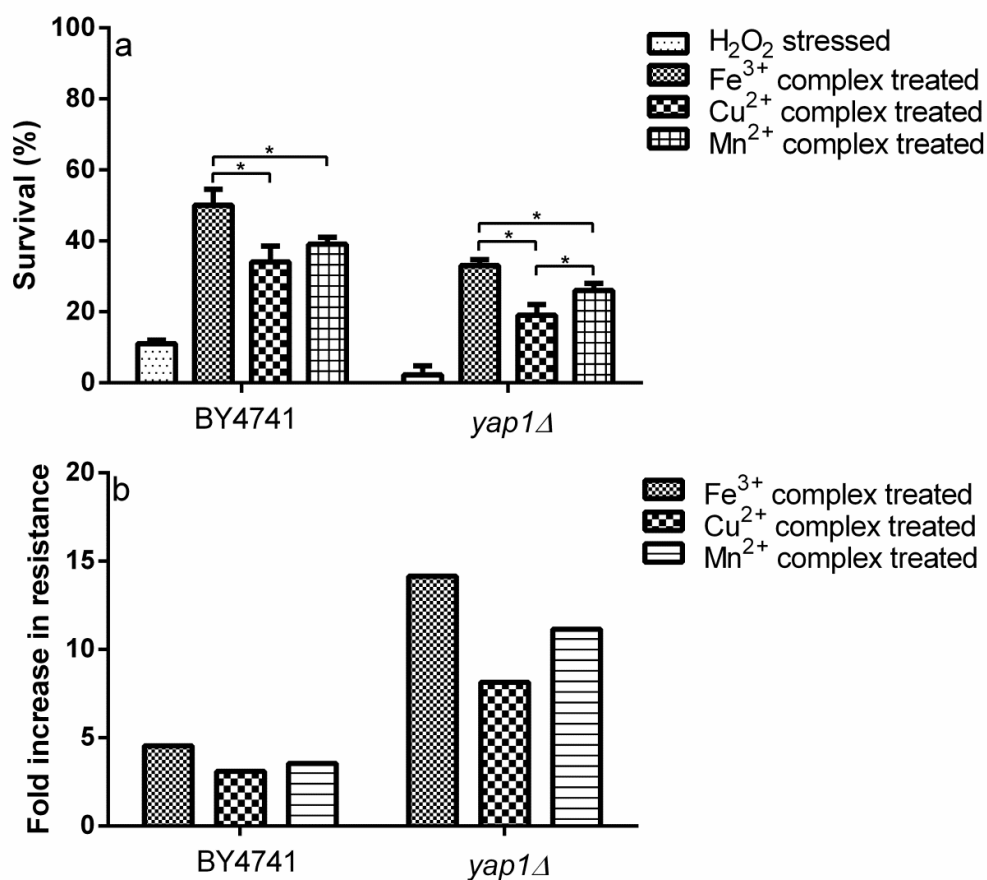 a
Survival (%)
100
80
60
40
20
0
* * * * *
BY4741 yap1Δ
H₂O₂ stressed
Fe³⁺ complex treated
Cu²⁺ complex treated
Mn²⁺ complex treated
b
Fold increase in resistance
20
15
10
5
0
BY4741 yap1Δ
Fe³⁺ complex treated
Cu²⁺ complex treated
Mn²⁺ complex treated